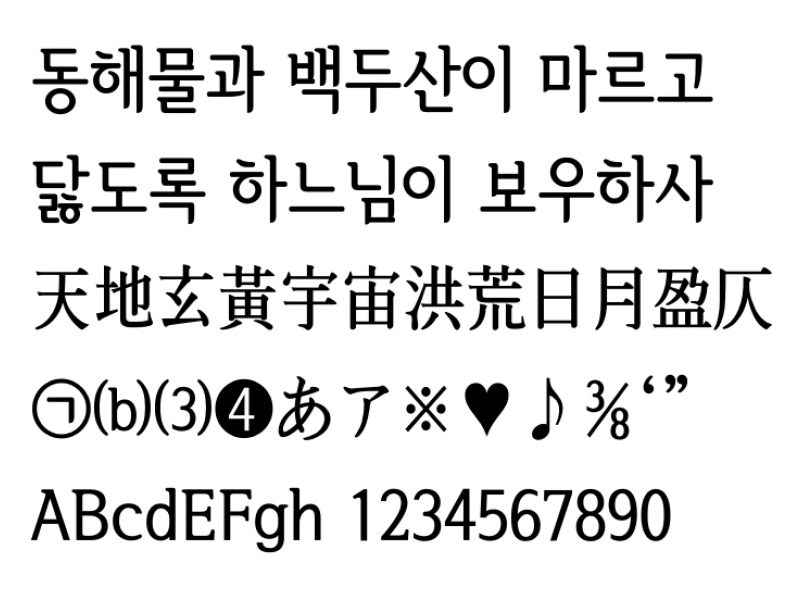 동해물과 백두산이 마르고
닳도록 하느님이 보우하사
天地玄黃宇宙洪荒日月盈仄
㉠⒝⑶❹あア※♥♪⅜‘”
ABcdEFgh 1234567890